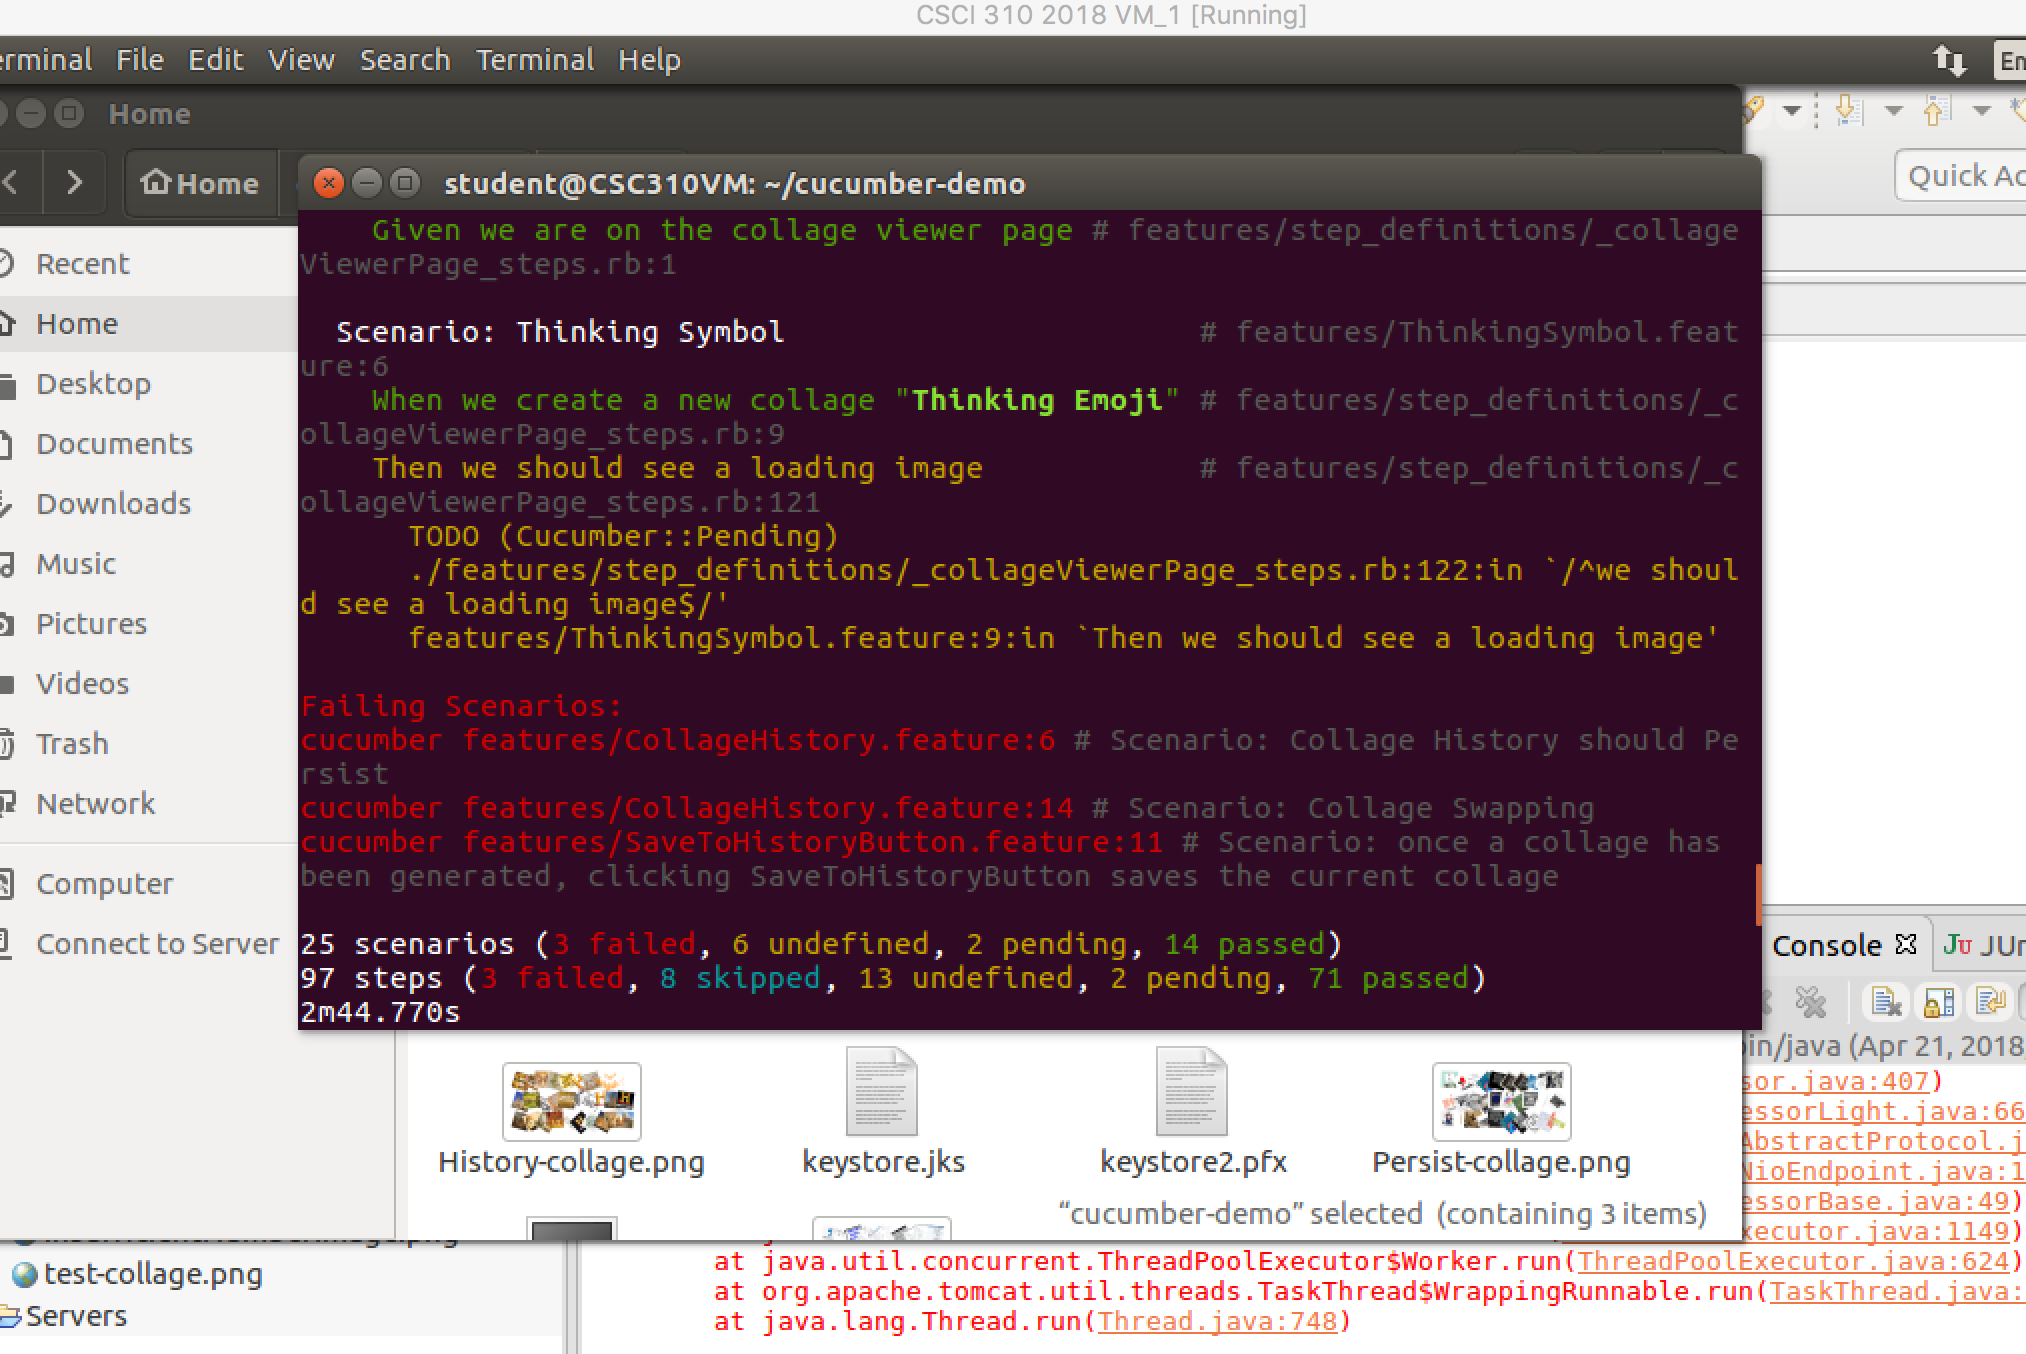 CSCI 310 2018 VM_1 [Running]
File Edit View Search Terminal Help
En
Home
Home
Quick Ac
student@CSC310VM: ~/cucumber-demo
Given we are on the collage viewer page # features/step_definitions/_collage
ViewerPage_steps.rb:1
Scenario: Thinking Symbol # features/ThinkingSymbol.feat
ure:6
When we create a new collage "Thinking Emoji" # features/step_definitions/_c
ollageViewerPage_steps.rb:9
Then we should see a loading image # features/step_definitions/_c
ollageViewerPage_steps.rb:121
TODO (Cucumber::Pending)
./features/step_definitions/_collageViewerPage_steps.rb:122:in `/^we shoul
d see a loading image$/'
features/ThinkingSymbol.feature:9:in `Then we should see a loading image'
Failing Scenarios:
cucumber features/CollageHistory.feature:6 # Scenario: Collage History should Pe
rsist
cucumber features/CollageHistory.feature:14 # Scenario: Collage Swapping
cucumber features/SaveToHistoryButton.feature:11 # Scenario: once a collage has
been generated, clicking SaveToHistoryButton saves the current collage
25 scenarios (3 failed, 6 undefined, 2 pending, 14 passed)
97 steps (3 failed, 8 skipped, 13 undefined, 2 pending, 71 passed)
2m44.770s
Recent
Home
Desktop
Documents
Downloads
Music
Pictures
Videos
Trash
Network
Computer
Connect to Server
Console
JUn
in/java (Apr 21, 2018
sor.java:407)
essorLight.java:66
AbstractProtocol.j
NioEndpoint.java:1
essorBase.java:49)
xecutor.java:1149)
History-collage.png
keystore.jks
keystore2.pfx
Persist-collage.png
“cucumber-demo” selected (containing 3 items)
test-collage.png
Servers
at java.util.concurrent.ThreadPoolExecutor$Worker.run(ThreadPoolExecutor.java:624)
at org.apache.tomcat.util.threads.TaskThread$WrappingRunnable.run(TaskThread.java:
at java.lang.Thread.run(Thread.java:748)